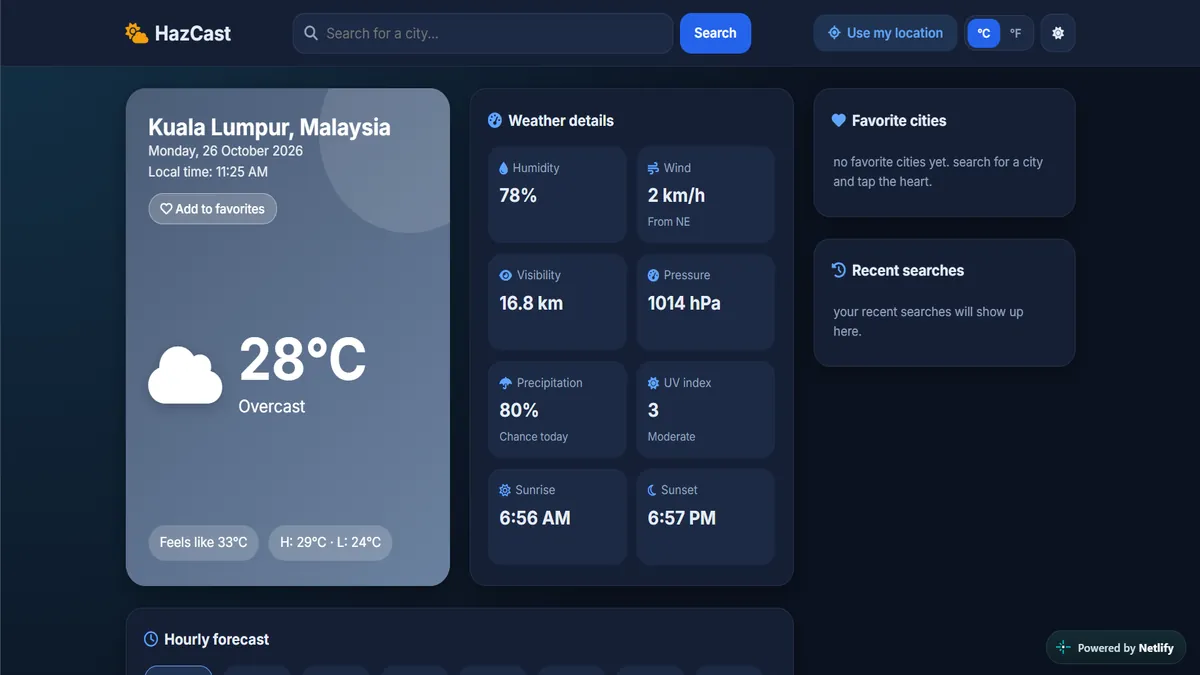 HazCast
Search for a city...
Search
Use my location
°C
°F
Kuala Lumpur, Malaysia
Monday, 26 October 2026
Local time: 11:25 AM
Add to favorites
28°C
Overcast
Feels like 33°C
H: 29°C · L: 24°C
Weather details
Humidity
78%
Wind
2 km/h
From NE
Visibility
16.8 km
Pressure
1014 hPa
Precipitation
80%
Chance today
UV index
3
Moderate
Sunrise
6:56 AM
Sunset
6:57 PM
Favorite cities
no favorite cities yet. search for a city
and tap the heart.
Recent searches
your recent searches will show up
here.
Hourly forecast
Powered by Netlify